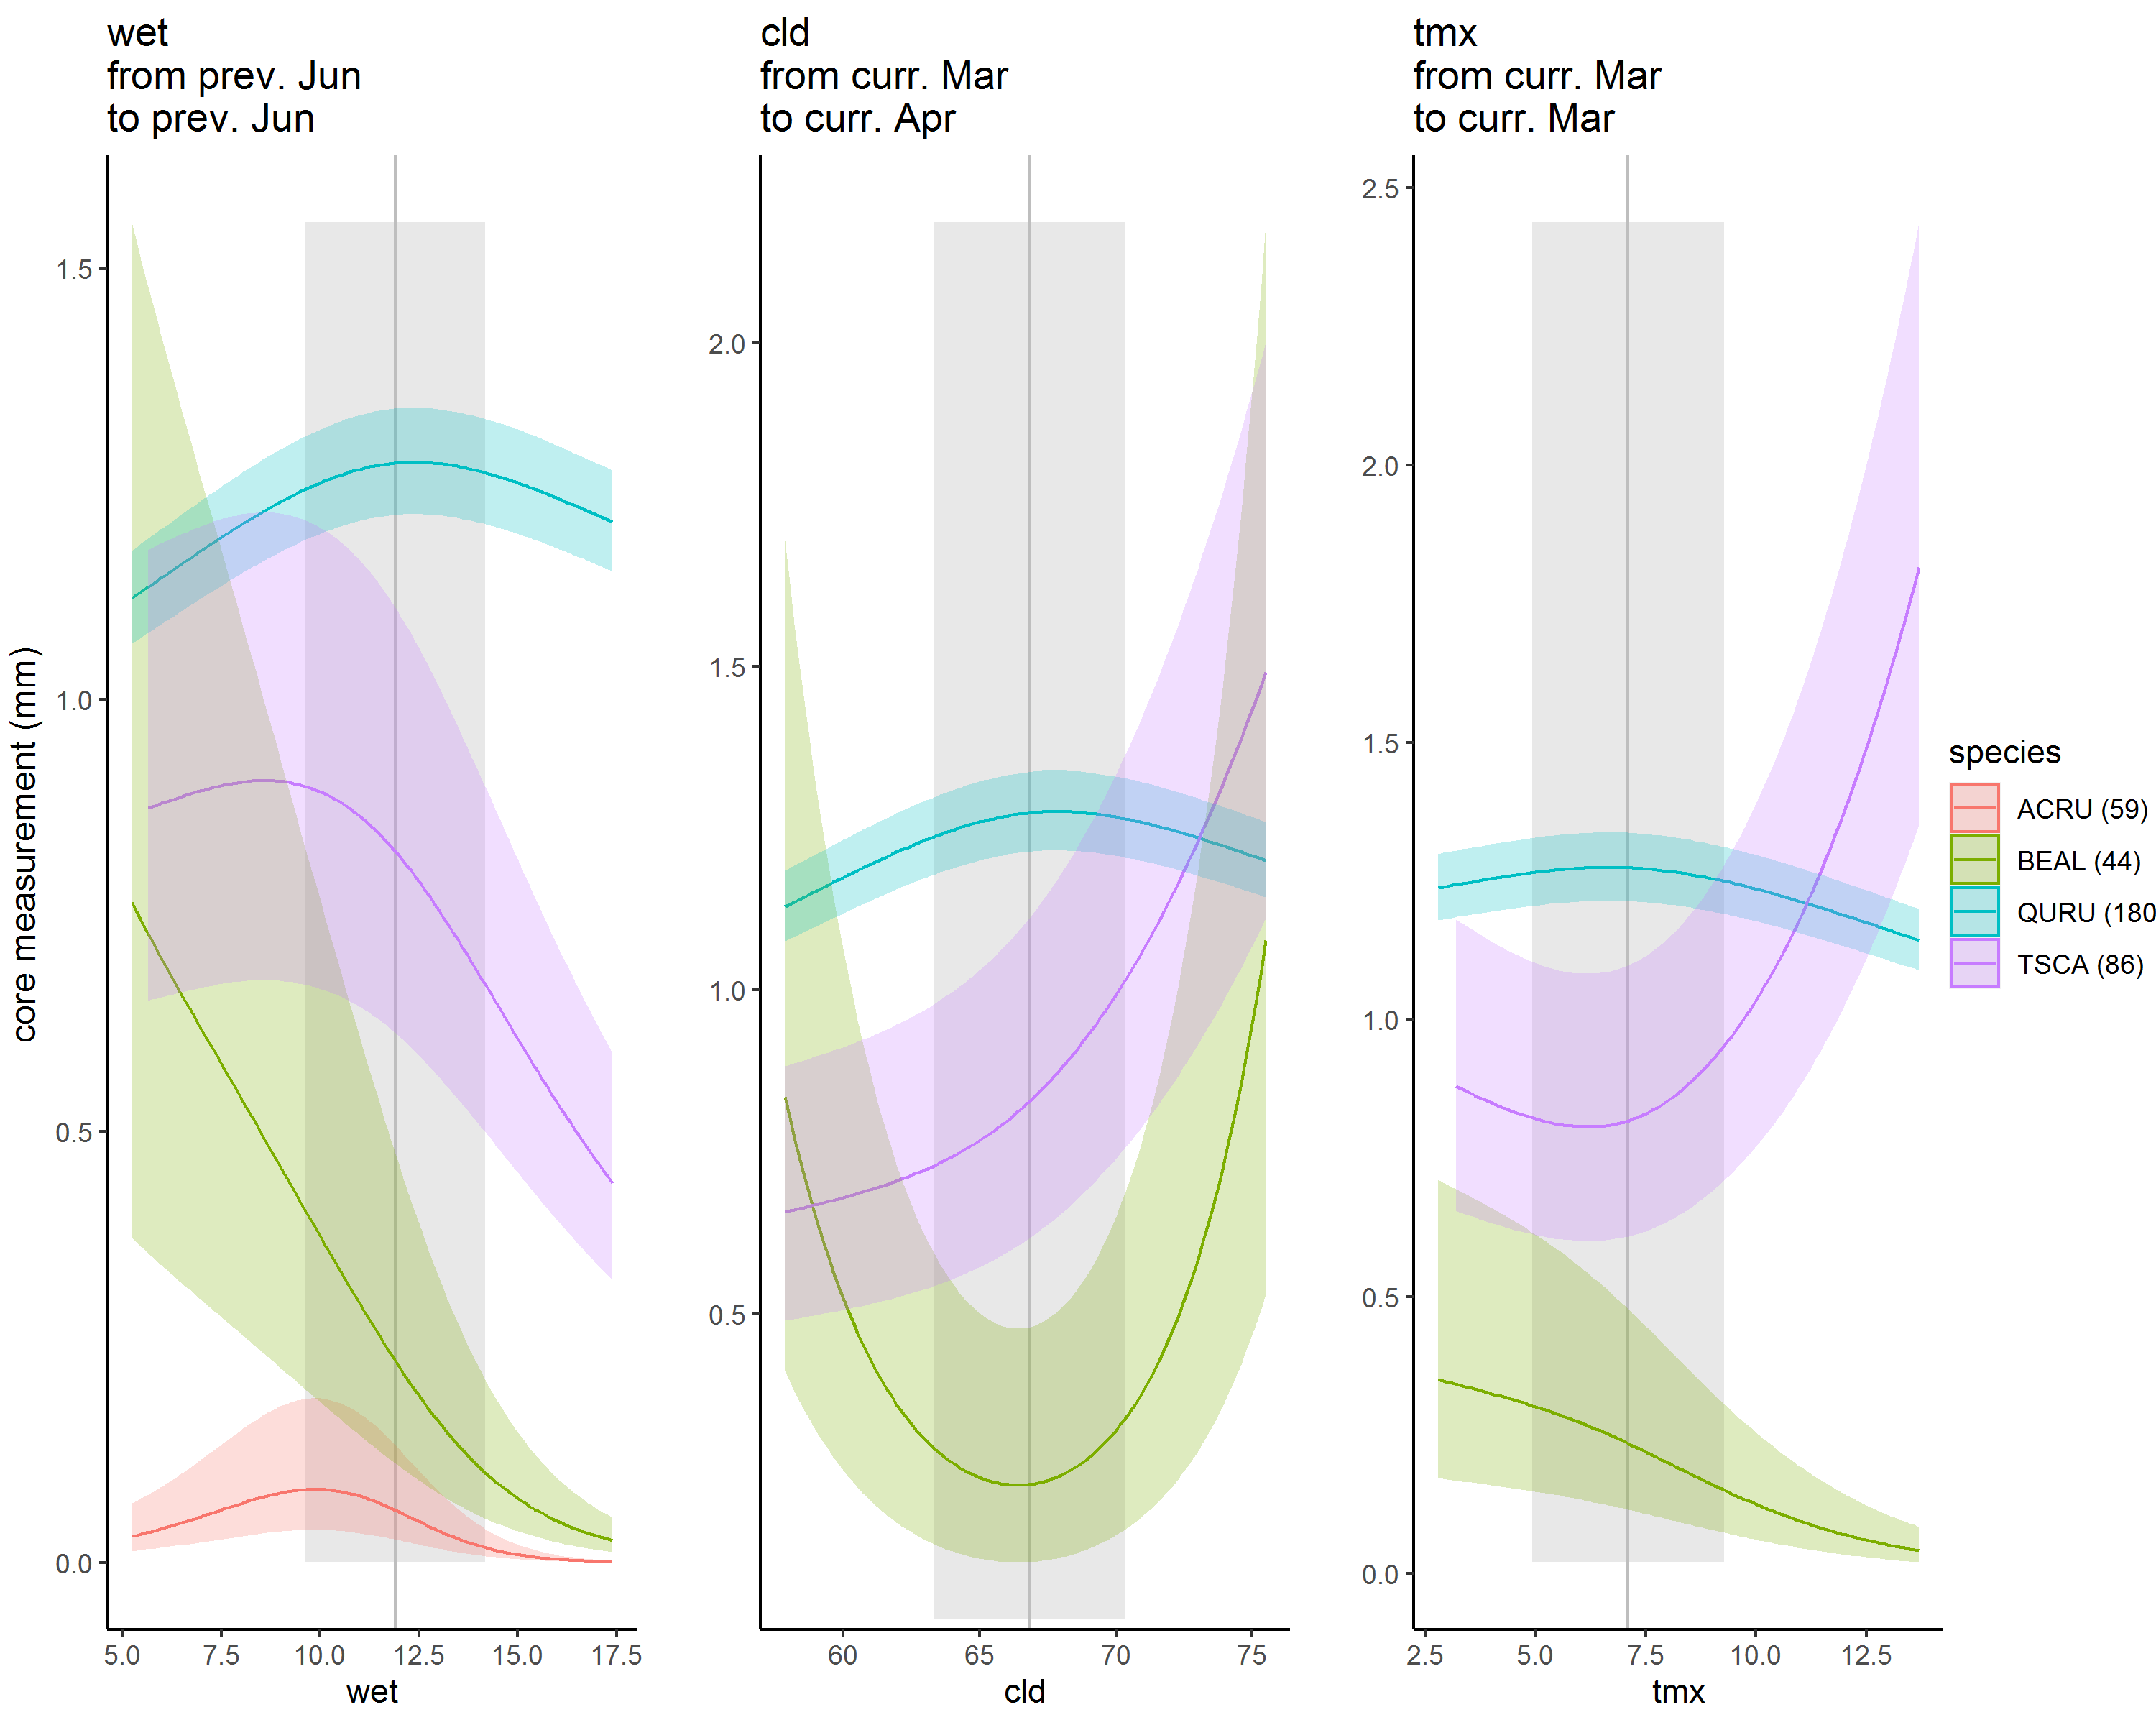 wet
from prev. Jun
to prev. Jun
cld
from curr. Mar
to curr. Apr
tmx
from curr. Mar
to curr. Mar
core measurement (mm)
1.5
1.0
0.5
0.0
5.0 7.5 10.0 12.5 15.0 17.5
wet
2.0
1.5
1.0
0.5
60 65 70 75
cld
2.5
2.0
1.5
1.0
0.5
0.0
2.5 5.0 7.5 10.0 12.5
tmx
species
ACRU (59)
BEAL (44)
QURU (180
TSCA (86)